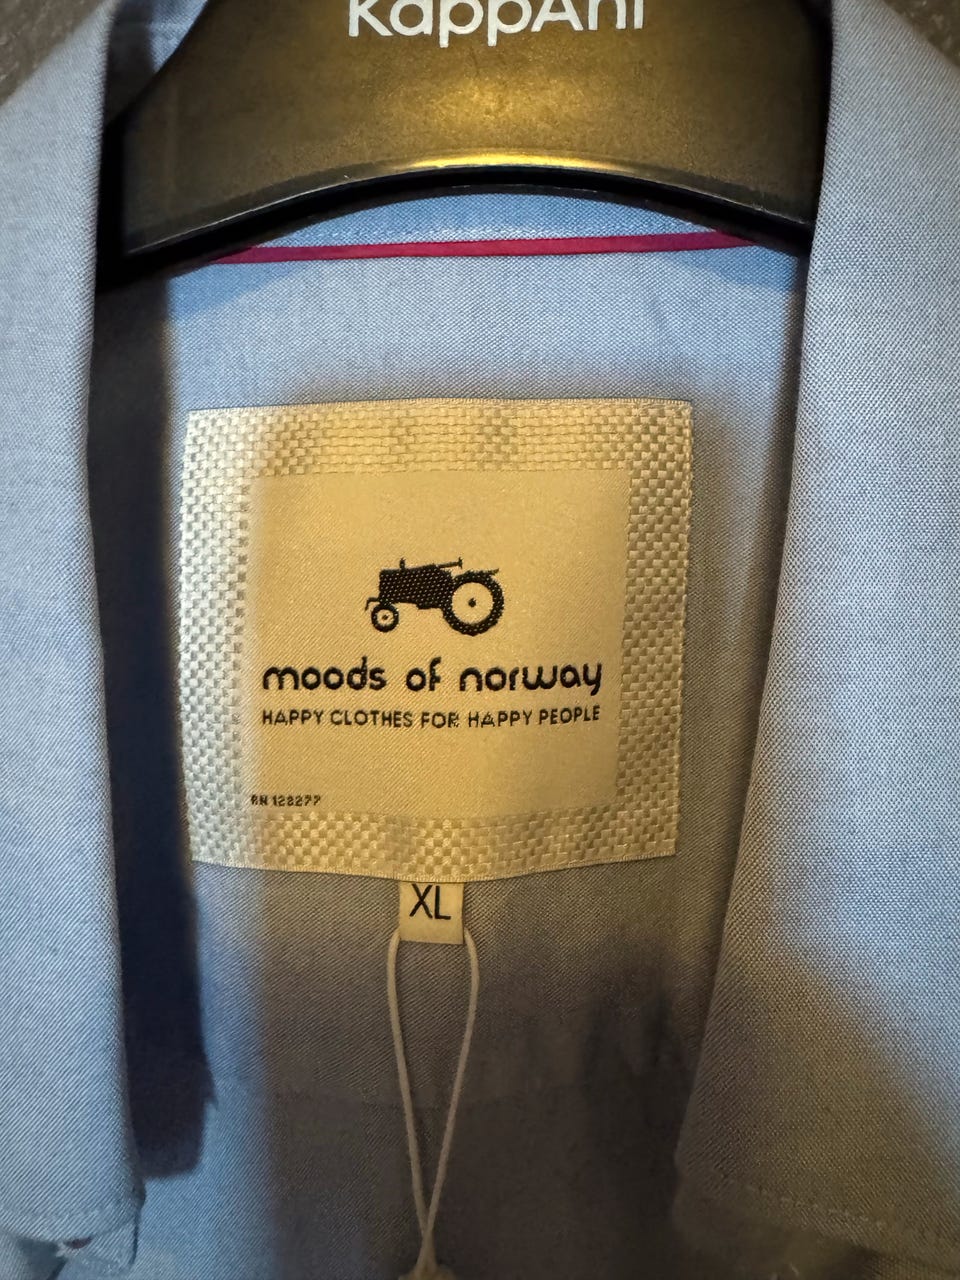 KappAhl
moods of norway
HAPPY CLOTHES FOR HAPPY PEOPLE
RN 128277
XL